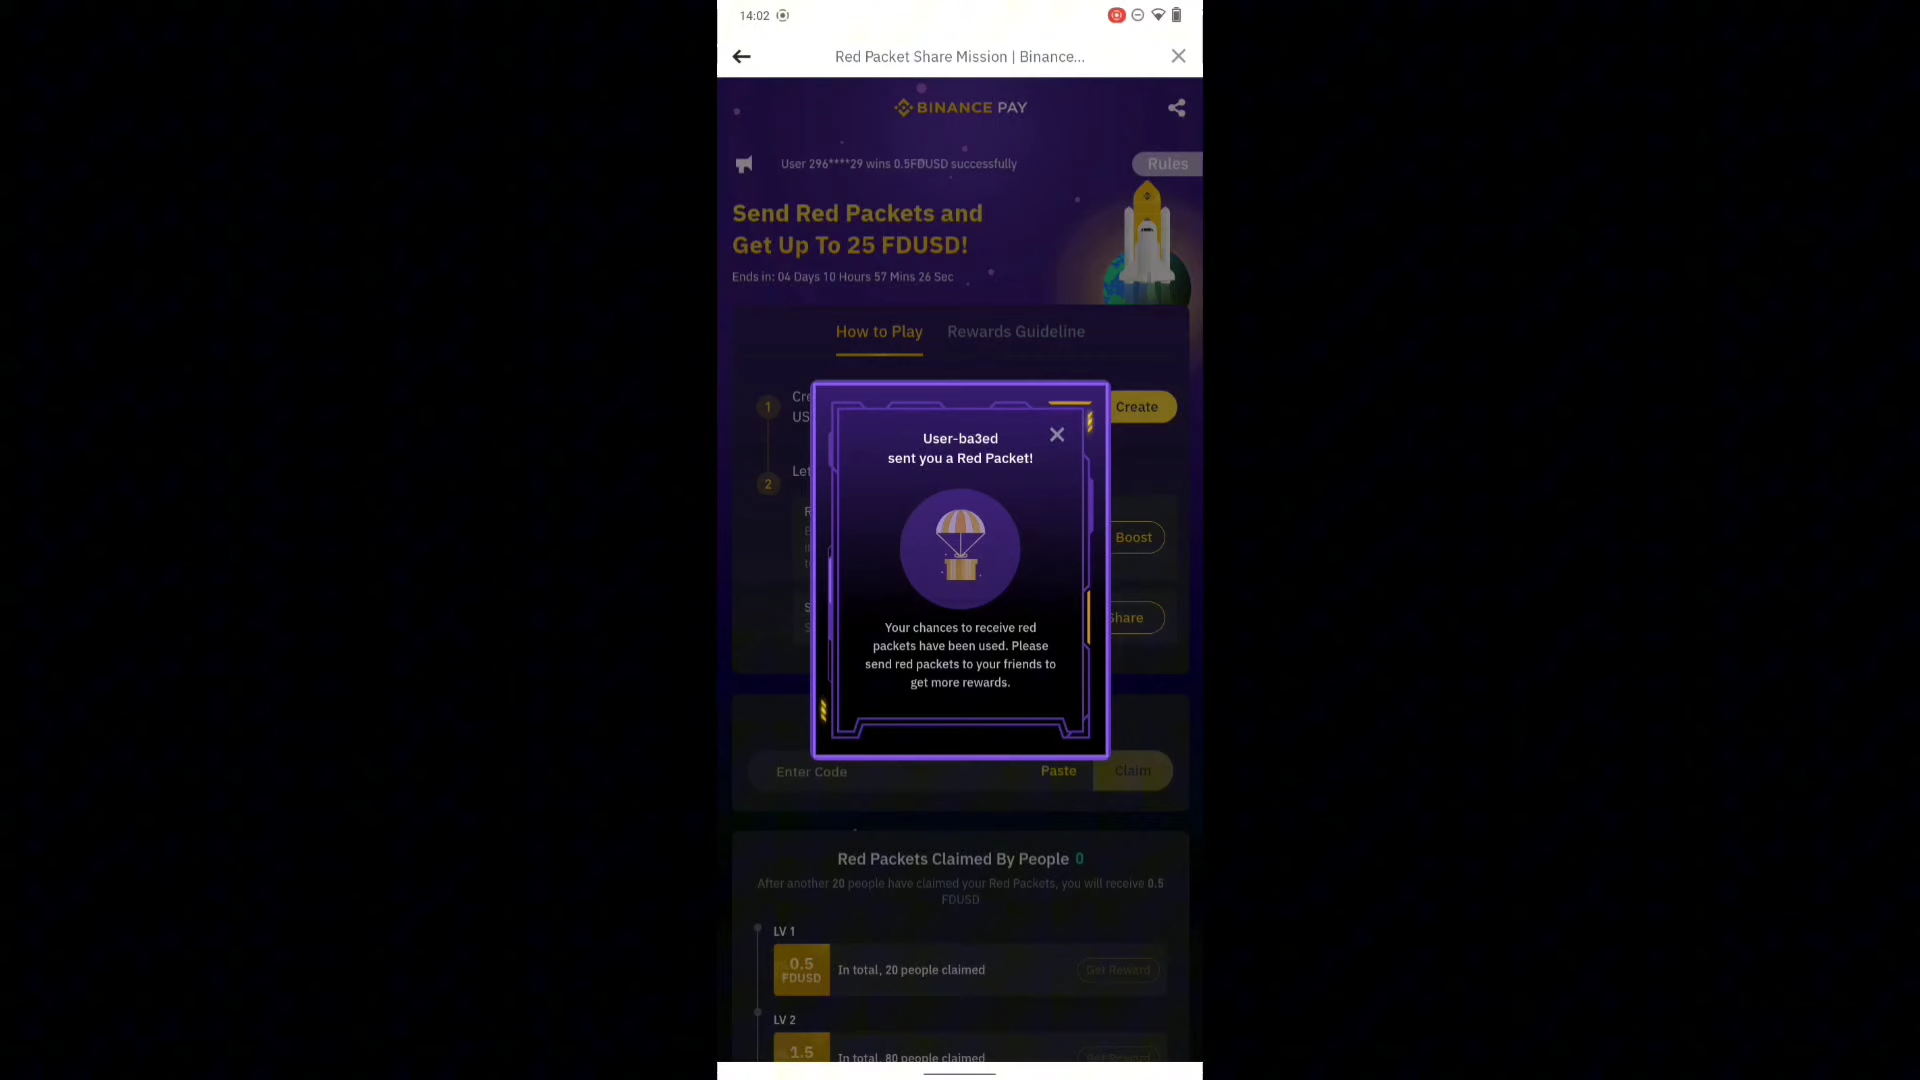 14:02
Red Packet Share Mission | Binance...
BINANCE PAY
User 296****29 wins 0.5FDUSD successfully
Rules
Send Red Packets and
Get Up To 25 FDUSD!
Ends in: 04 Days 10 Hours 57 Mins 26 Sec
How to Play
Rewards Guideline
1
Cre
US
Create
2
Let
Boost
Share
User-ba3ed
sent you a Red Packet!
Your chances to receive red
packets have been used. Please
send red packets to your friends to
get more rewards.
Enter Code
Paste
Claim
Red Packets Claimed By People 0
After another 20 people have claimed your Red Packets, you will receive 0.5
FDUSD
LV 1
0.5
FDUSD
In total, 20 people claimed
Get Reward
LV 2
1.5
In total, 80 people claimed
Get Reward